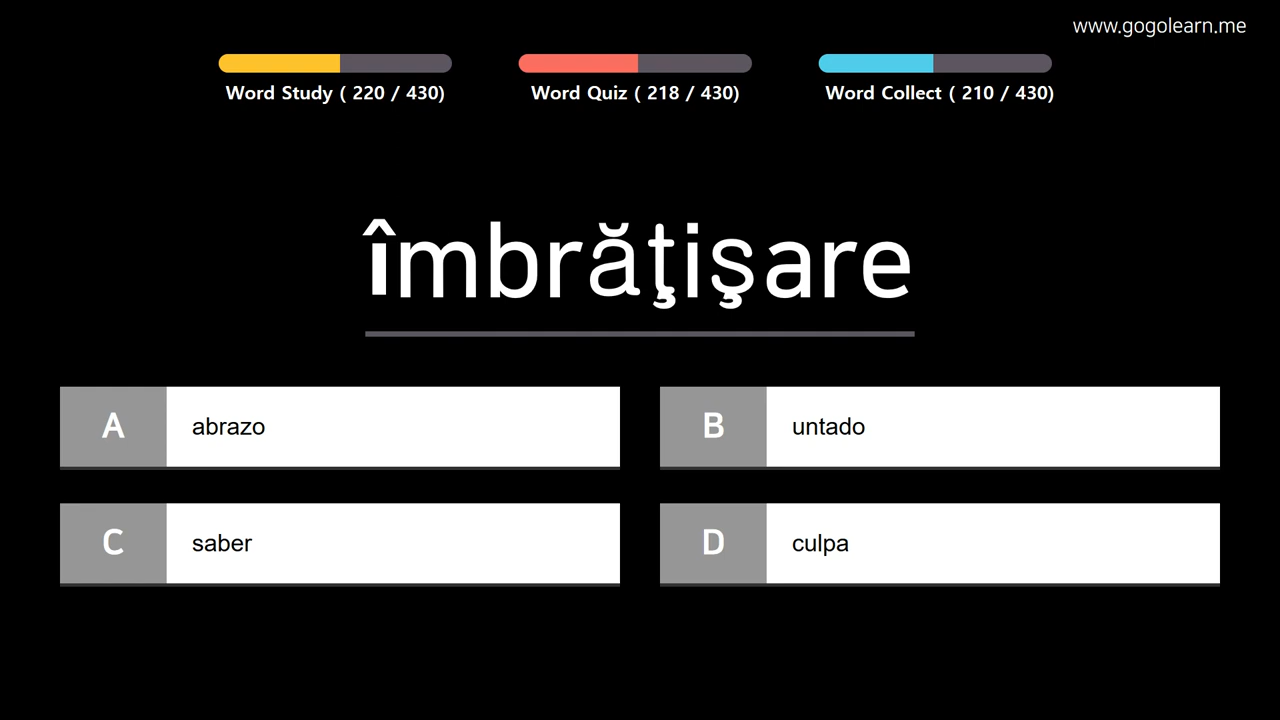 www.gogolearn.me
Word Study ( 220 / 430)
Word Quiz ( 218 / 430)
Word Collect ( 210 / 430)
îmbrăţişare
A abrazo
B untado
C saber
D culpa